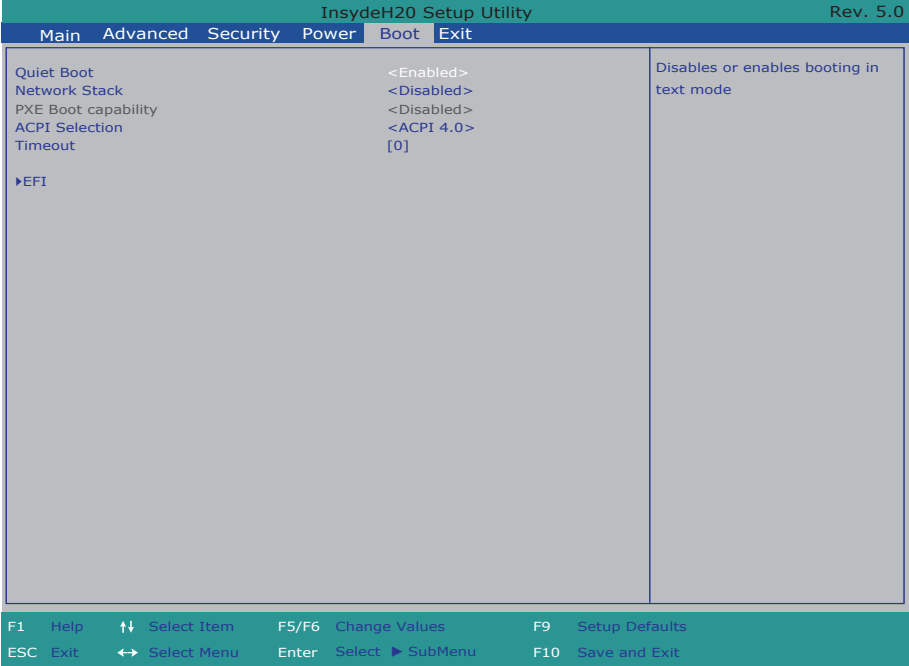 InsydeH20 Setup Utility Rev. 5.0
Main Advanced Security Power Boot Exit
Quiet Boot <Enabled>
Network Stack <Disabled>
PXE Boot capability <Disabled>
ACPI Selection <ACPI 4.0>
Timeout [0]
EFI
Disables or enables booting in
text mode
F1 Help Select Item F5/F6 Change Values F9 Setup Defaults
ESC Exit Select Menu Enter Select SubMenu F10 Save and Exit